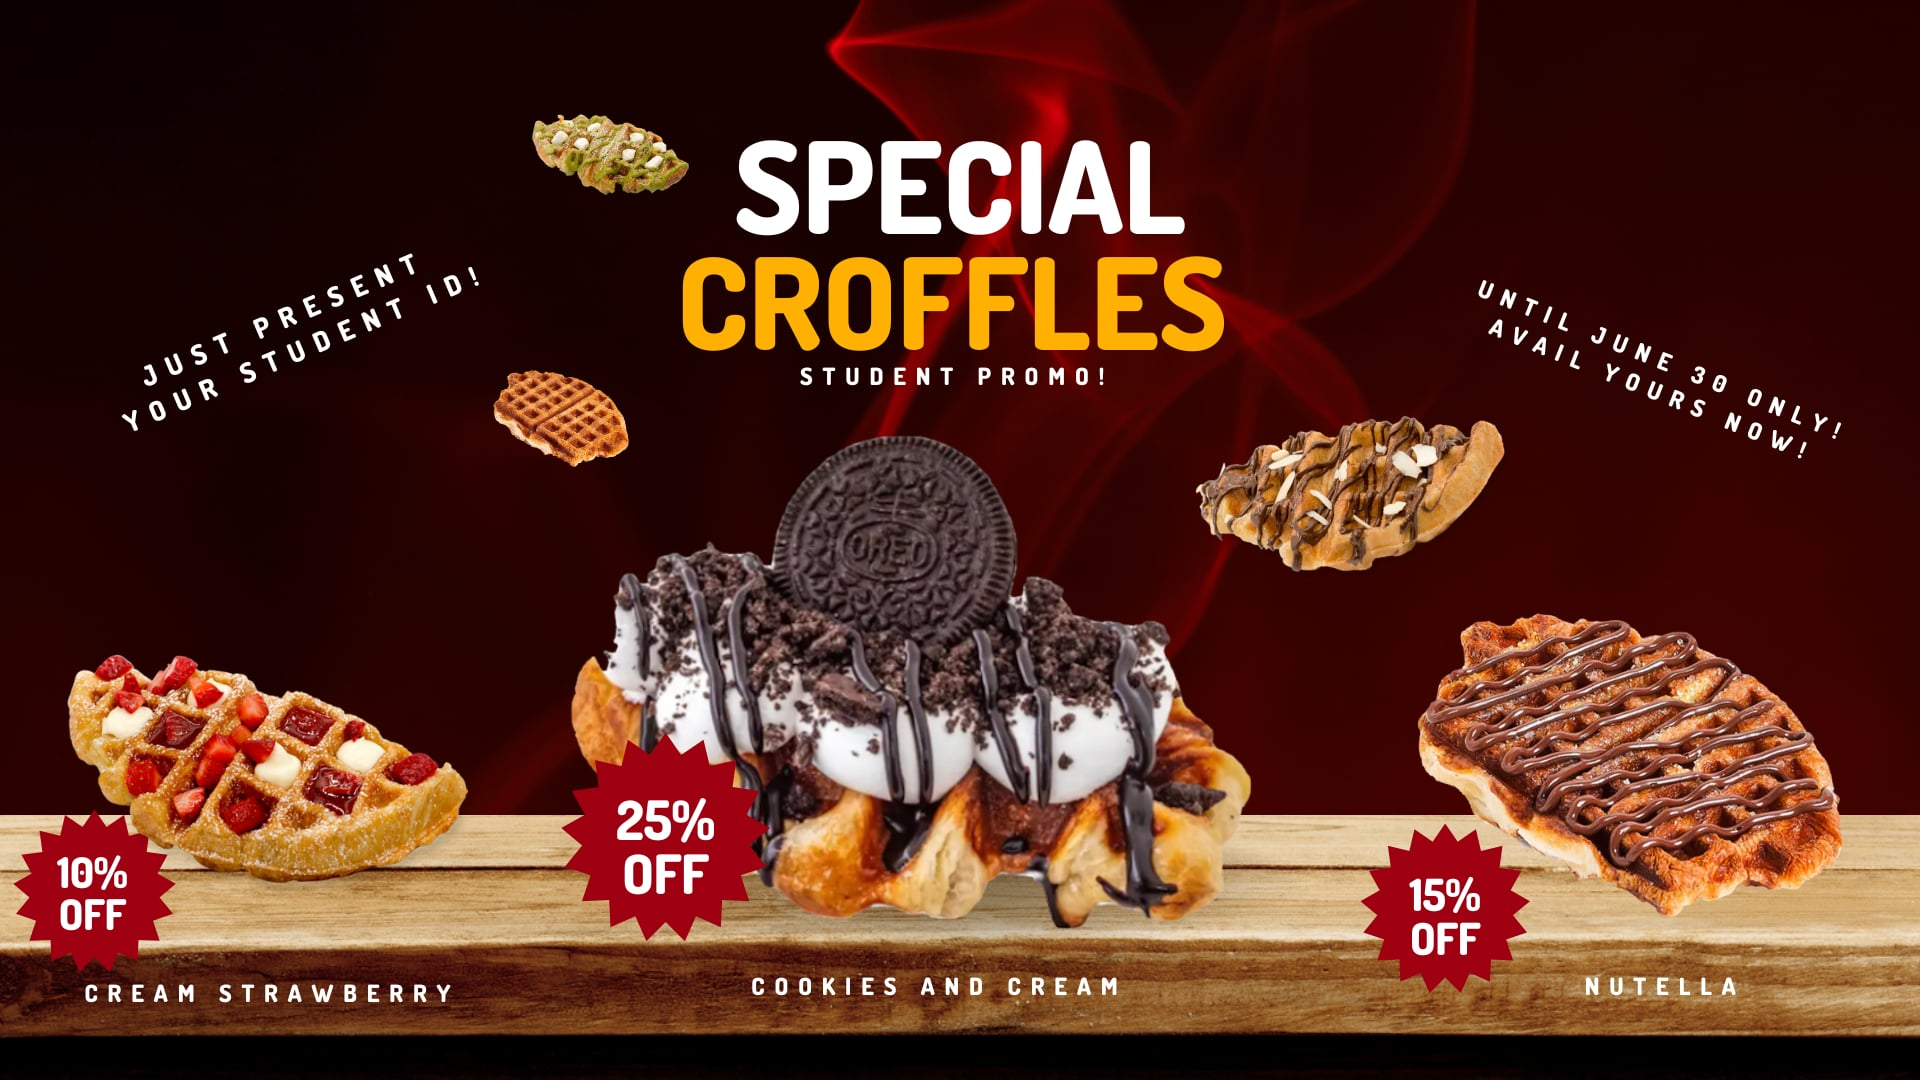 SPECIAL
CROFFLES
STUDENT PROMO!
JUST PRESENT
YOUR STUDENT ID!
UNTIL JUNE 30 ONLY!
AVAIL YOURS NOW!
OREO
10%
OFF
CREAM STRAWBERRY
25%
OFF
COOKIES AND CREAM
15%
OFF
NUTELLA